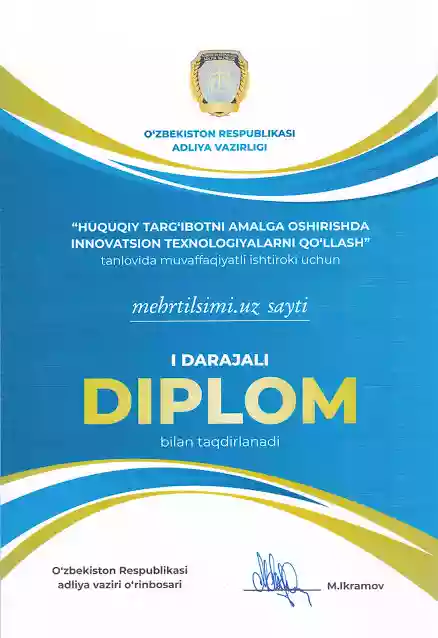 O‘ZBEKISTON RESPUBLIKASI
ADLIYA VAZIRLIGI
“HUQUQIY TARG‘IBOTNI AMALGA OSHIRISHDA
INNOVATSION TEXNOLOGIYALARNI QO‘LLASH”
tanlovida muvaffaqiyatli ishtiroki uchun
mehrtilsimi.uz sayti
I DARAJALI
DIPLOM
bilan taqdirlanadi
O‘zbekiston Respublikasi
adliya vaziri o‘rinbosari
M.Ikramov